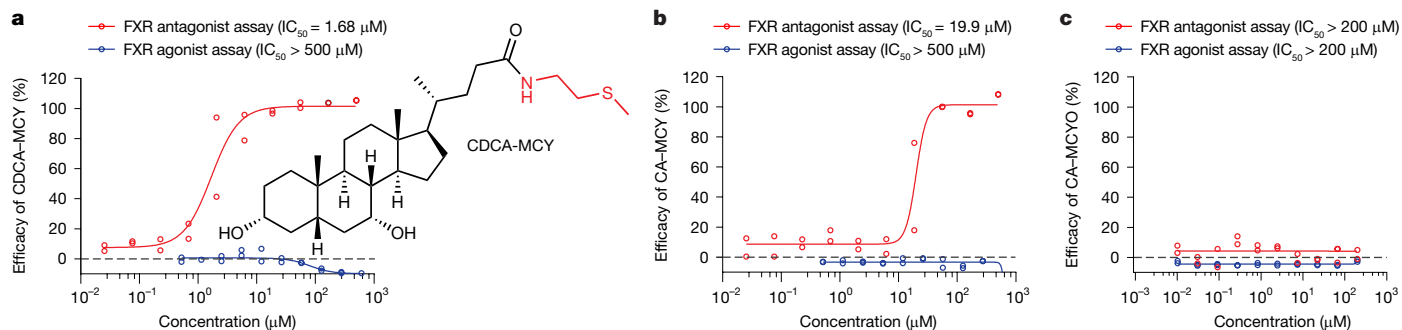 a
FXR antagonist assay (IC50 = 1.68 μM)
FXR agonist assay (IC50 > 500 μM)
Efficacy of CDCA–MCY (%)
120
100
80
60
40
20
0
10–2
10–1
100
101
102
103
Concentration (μM)
O
N
H
S
H
H
H
H
HO
OH
CDCA-MCY
b
FXR antagonist assay (IC50 = 19.9 μM)
FXR agonist assay (IC50 > 500 μM)
Efficacy of CA–MCY (%)
120
100
80
60
40
20
0
10–2
10–1
100
101
102
103
Concentration (μM)
c
FXR antagonist assay (IC50 > 200 μM)
FXR agonist assay (IC50 > 200 μM)
Efficacy of CA–MCYO (%)
120
100
80
60
40
20
0
10–3
10–2
10–1
100
101
102
103
Concentration (μM)